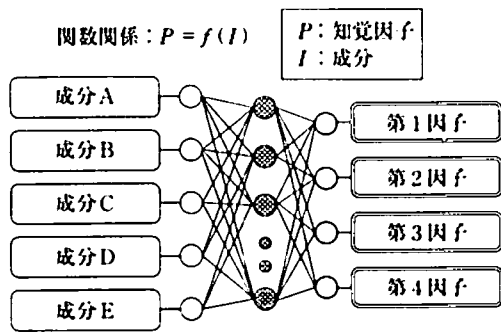 関数関係：P = f(I)
P：知覚因子
I：成分
成分A
成分B
成分C
成分D
成分E
第1因子
第2因子
第3因子
第4因子